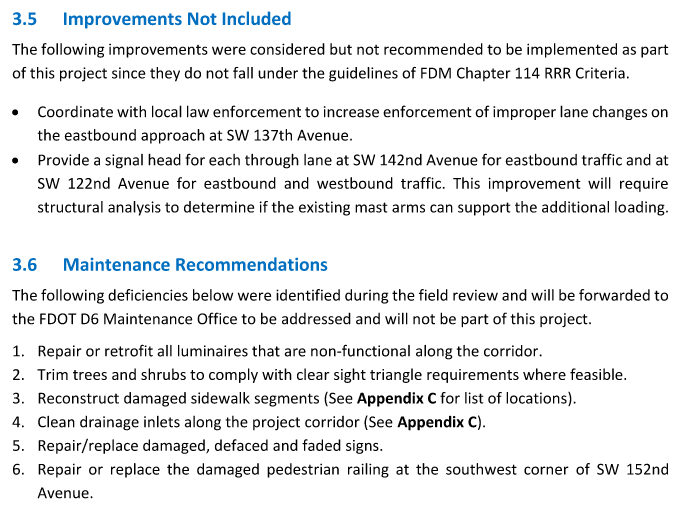 3.5 Improvements Not Included
The following improvements were considered but not recommended to be implemented as part
of this project since they do not fall under the guidelines of FDM Chapter 114 RRR Criteria.
• Coordinate with local law enforcement to increase enforcement of improper lane changes on
the eastbound approach at SW 137th Avenue.
• Provide a signal head for each through lane at SW 142nd Avenue for eastbound traffic and at
SW 122nd Avenue for eastbound and westbound traffic. This improvement will require
structural analysis to determine if the existing mast arms can support the additional loading.
3.6 Maintenance Recommendations
The following deficiencies below were identified during the field review and will be forwarded to
the FDOT D6 Maintenance Office to be addressed and will not be part of this project.
1. Repair or retrofit all luminaires that are non-functional along the corridor.
2. Trim trees and shrubs to comply with clear sight triangle requirements where feasible.
3. Reconstruct damaged sidewalk segments (See Appendix C for list of locations).
4. Clean drainage inlets along the project corridor (See Appendix C).
5. Repair/replace damaged, defaced and faded signs.
6. Repair or replace the damaged pedestrian railing at the southwest corner of SW 152nd
Avenue.